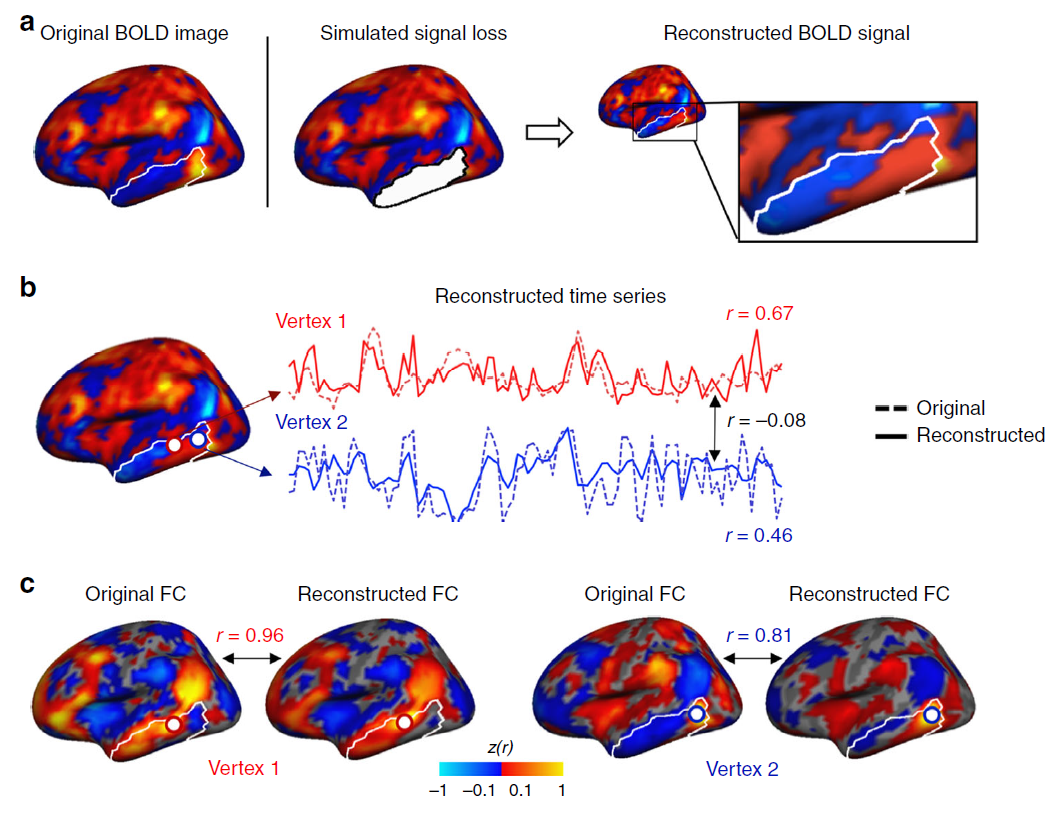 a
Original BOLD image
Simulated signal loss
Reconstructed BOLD signal
b
Reconstructed time series
Vertex 1
r = 0.67
Vertex 2
r = –0.08
Original
Reconstructed
r = 0.46
c
Original FC
Reconstructed FC
Original FC
Reconstructed FC
r = 0.96
r = 0.81
z(r)
Vertex 1
Vertex 2
–1 –0.1 0.1 1